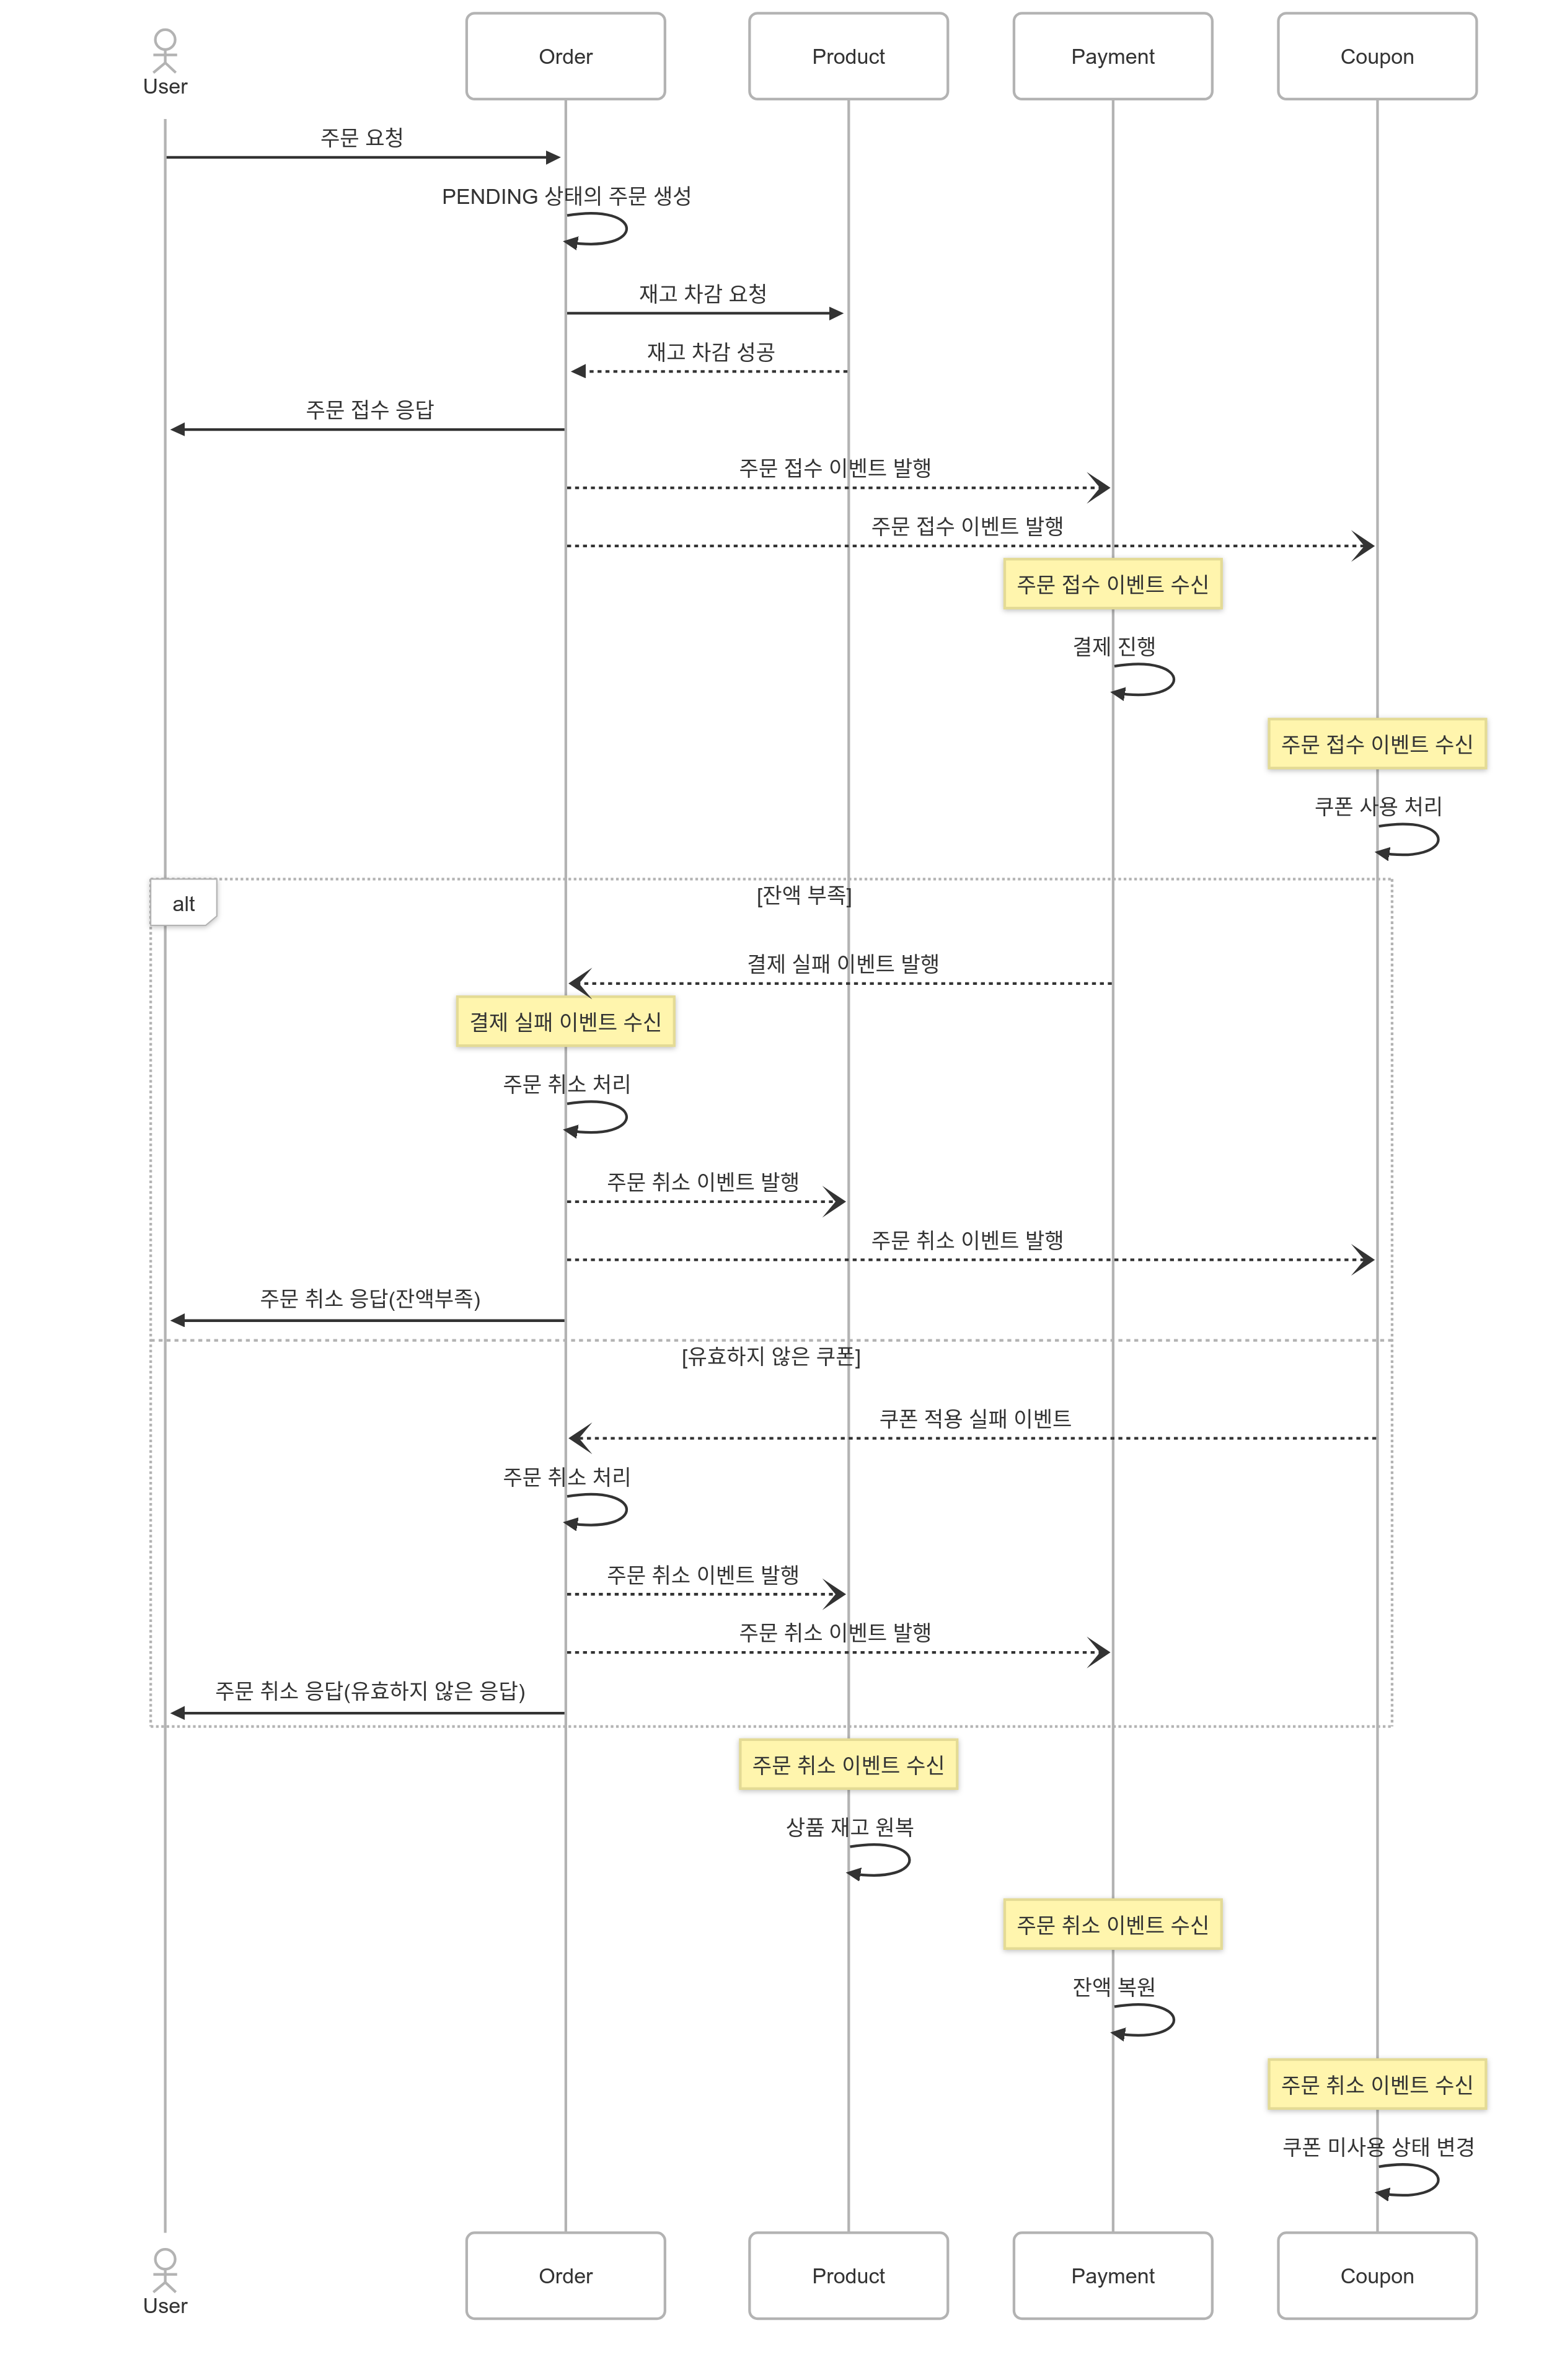 User
Order
Product
Payment
Coupon
주문 요청
PENDING 상태의 주문 생성
재고 차감 요청
재고 차감 성공
주문 접수 응답
주문 접수 이벤트 발행
주문 접수 이벤트 발행
주문 접수 이벤트 수신
결제 진행
주문 접수 이벤트 수신
쿠폰 사용 처리
alt
[잔액 부족]
결제 실패 이벤트 발행
결제 실패 이벤트 수신
주문 취소 처리
주문 취소 이벤트 발행
주문 취소 이벤트 발행
주문 취소 응답(잔액부족)
[유효하지 않은 쿠폰]
쿠폰 적용 실패 이벤트
주문 취소 처리
주문 취소 이벤트 발행
주문 취소 이벤트 발행
주문 취소 응답(유효하지 않은 응답)
주문 취소 이벤트 수신
상품 재고 원복
주문 취소 이벤트 수신
잔액 복원
주문 취소 이벤트 수신
쿠폰 미사용 상태 변경
User
Order
Product
Payment
Coupon